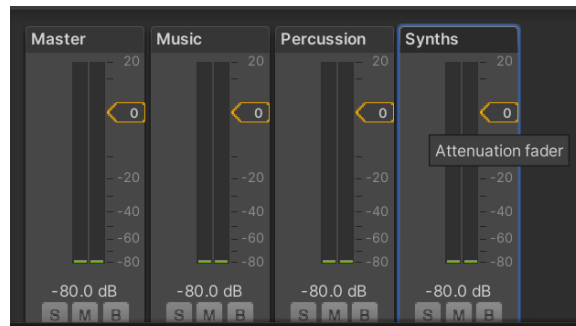 Master Music Percussion Synths
20 20 20 20
0 0 0 0
Attenuation fader
-20 -20 -20 -20
-40 -40 -40 -40
-60 -60 -60 -60
-80 -80 -80 -80
-80.0 dB -80.0 dB -80.0 dB -80.0 dB
S M B S M B S M B S M B